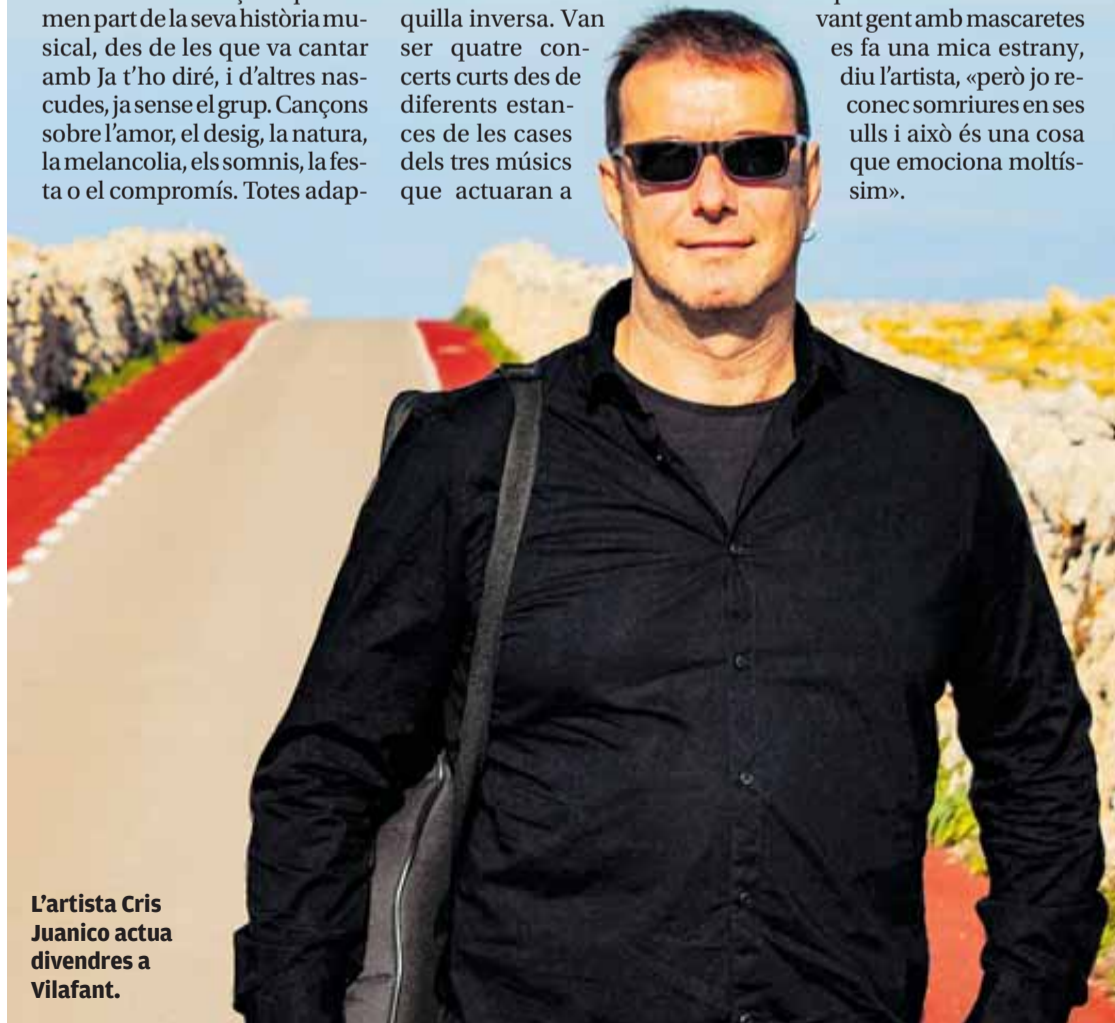 men part de la seva història mu-
sical, des de les que va cantar
amb Ja t'ho diré, i d'altres nas-
cudes, ja sense el grup. Cançons
sobre l'amor, el desig, la natura,
la melancolia, els somnis, la fes-
ta o el compromís. Totes adap-
quilla inversa. Van
ser quatre con-
certs curts des de
diferents estan-
ces de les cases
dels tres músics
que actuaran a
vant gent amb mascaretes
es fa una mica estrany,
diu l'artista, «però jo re-
conec somriures en ses
ulls i això és una cosa
que emociona moltís-
sim».
L'artista Cris
Juanico actua
divendres a
Vilafant.